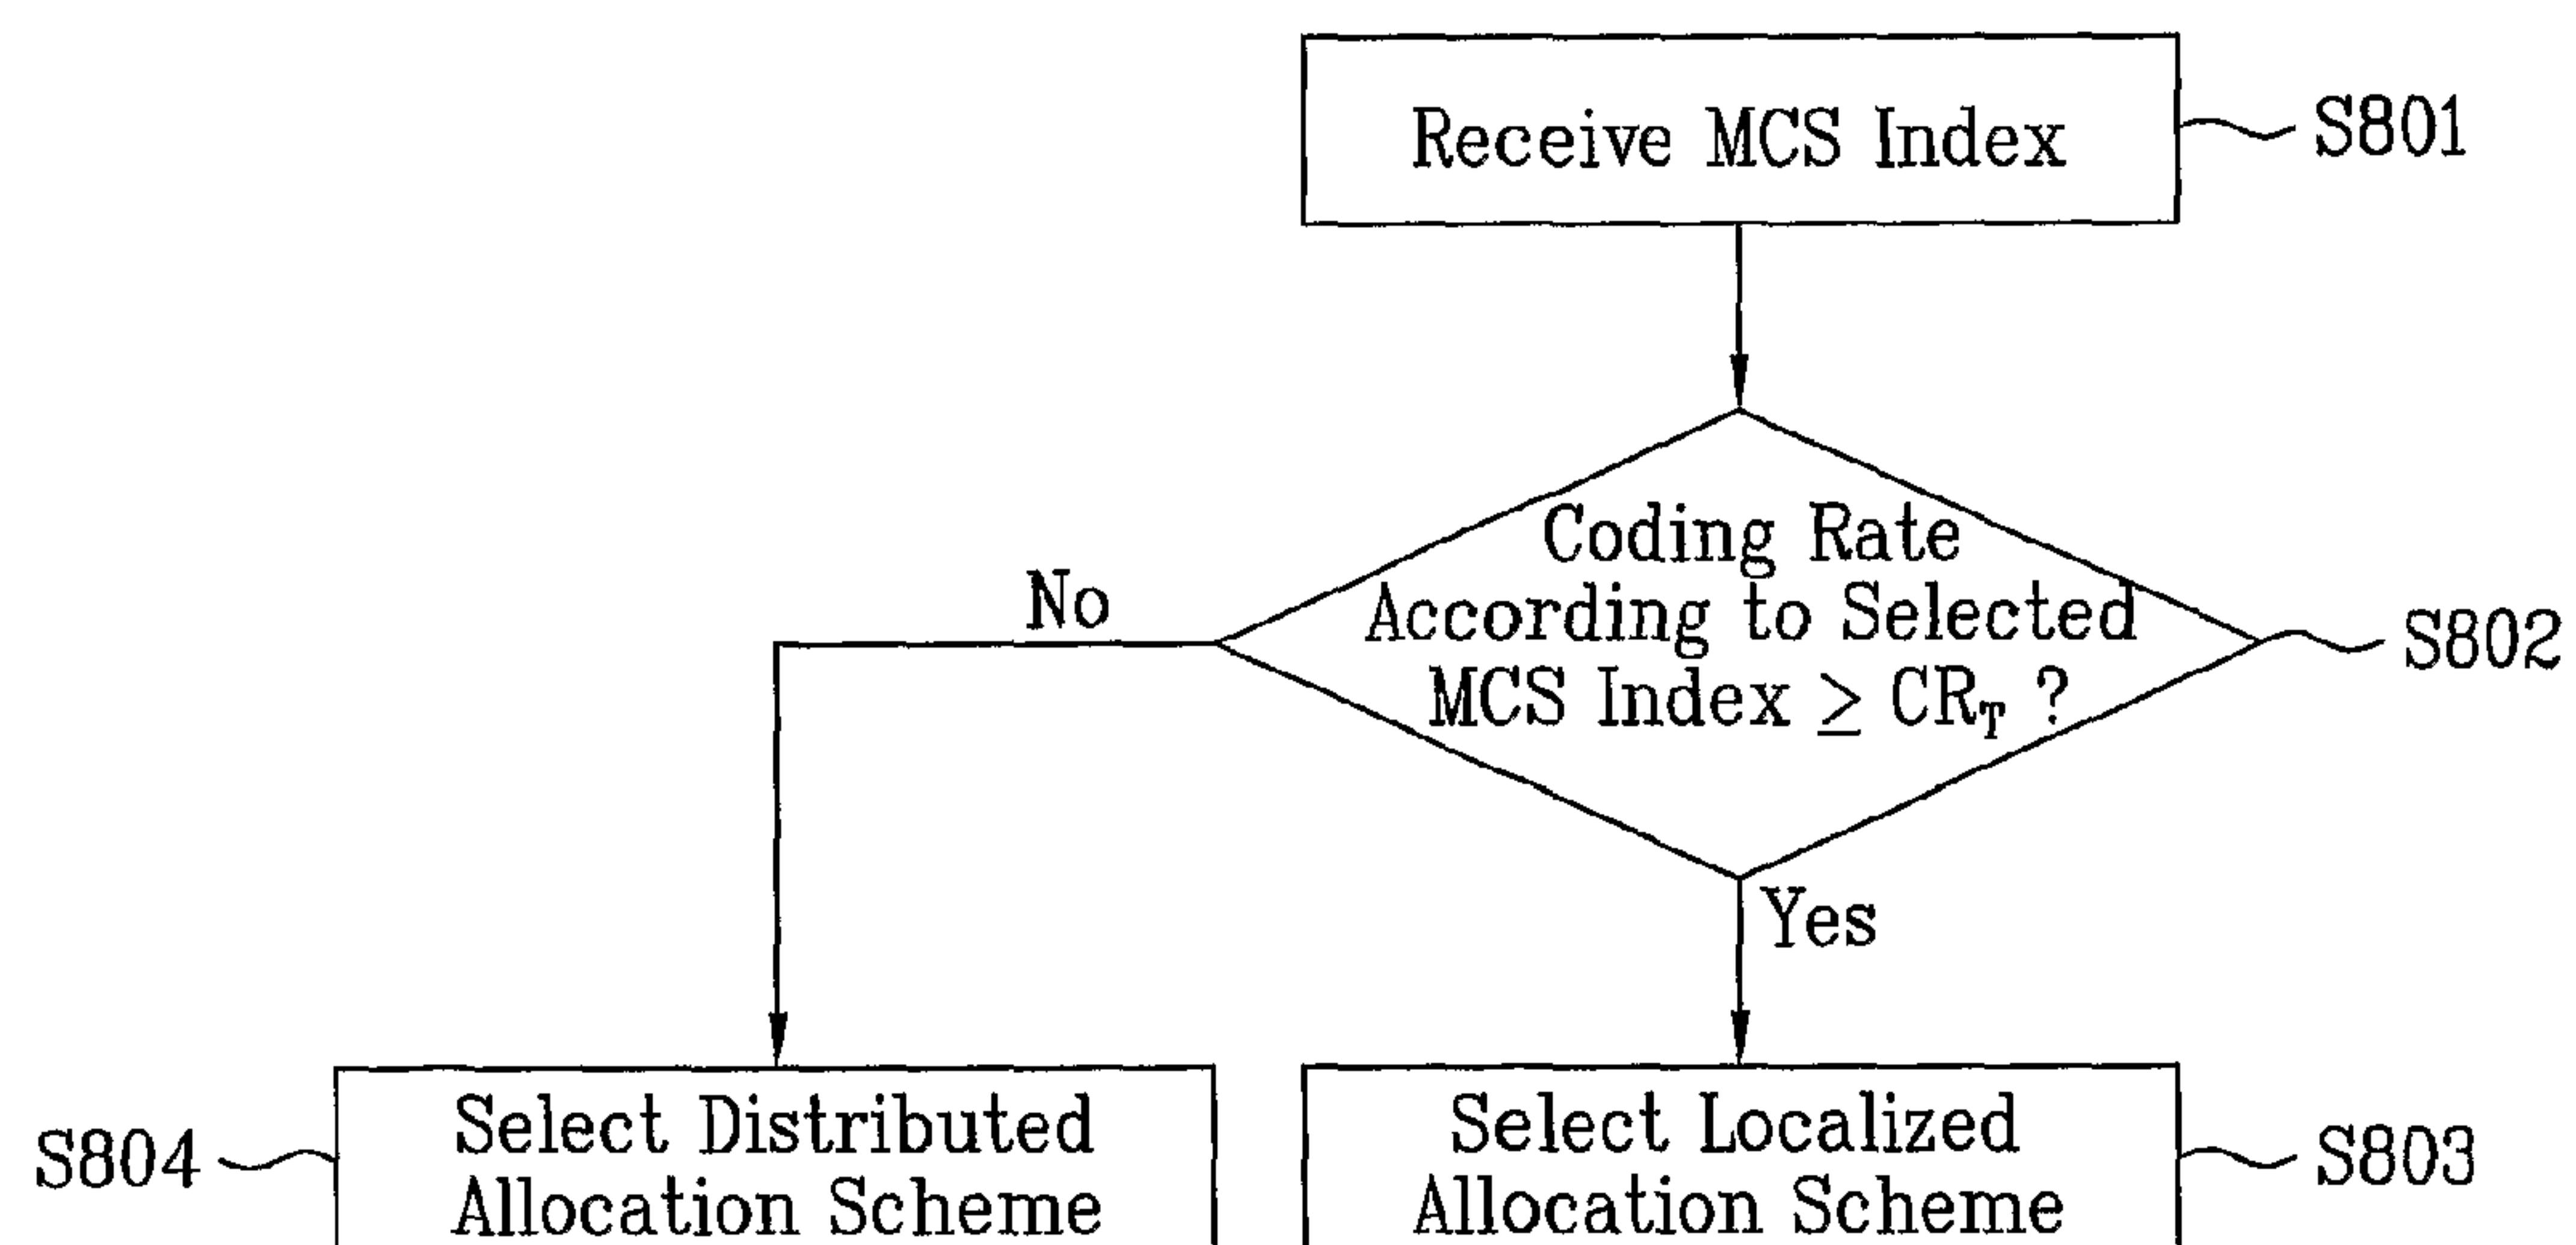 Receive MCS Index
S801
Coding Rate
According to Selected
MCS Index ≥ CR_T ?
S802
No
Yes
S804
Select Distributed
Allocation Scheme
Select Localized
Allocation Scheme
S803